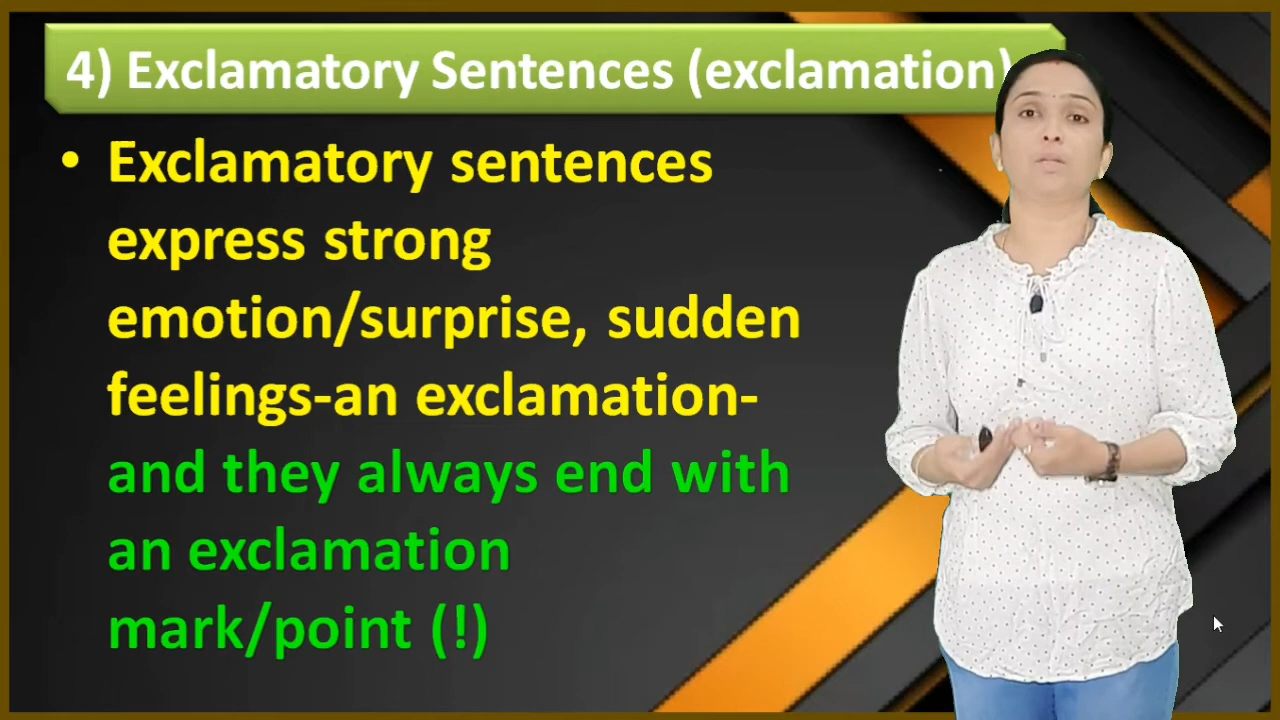 4) Exclamatory Sentences (exclamation)
• Exclamatory sentences
express strong
emotion/surprise, sudden
feelings-an exclamation-
and they always end with
an exclamation
mark/point (!)